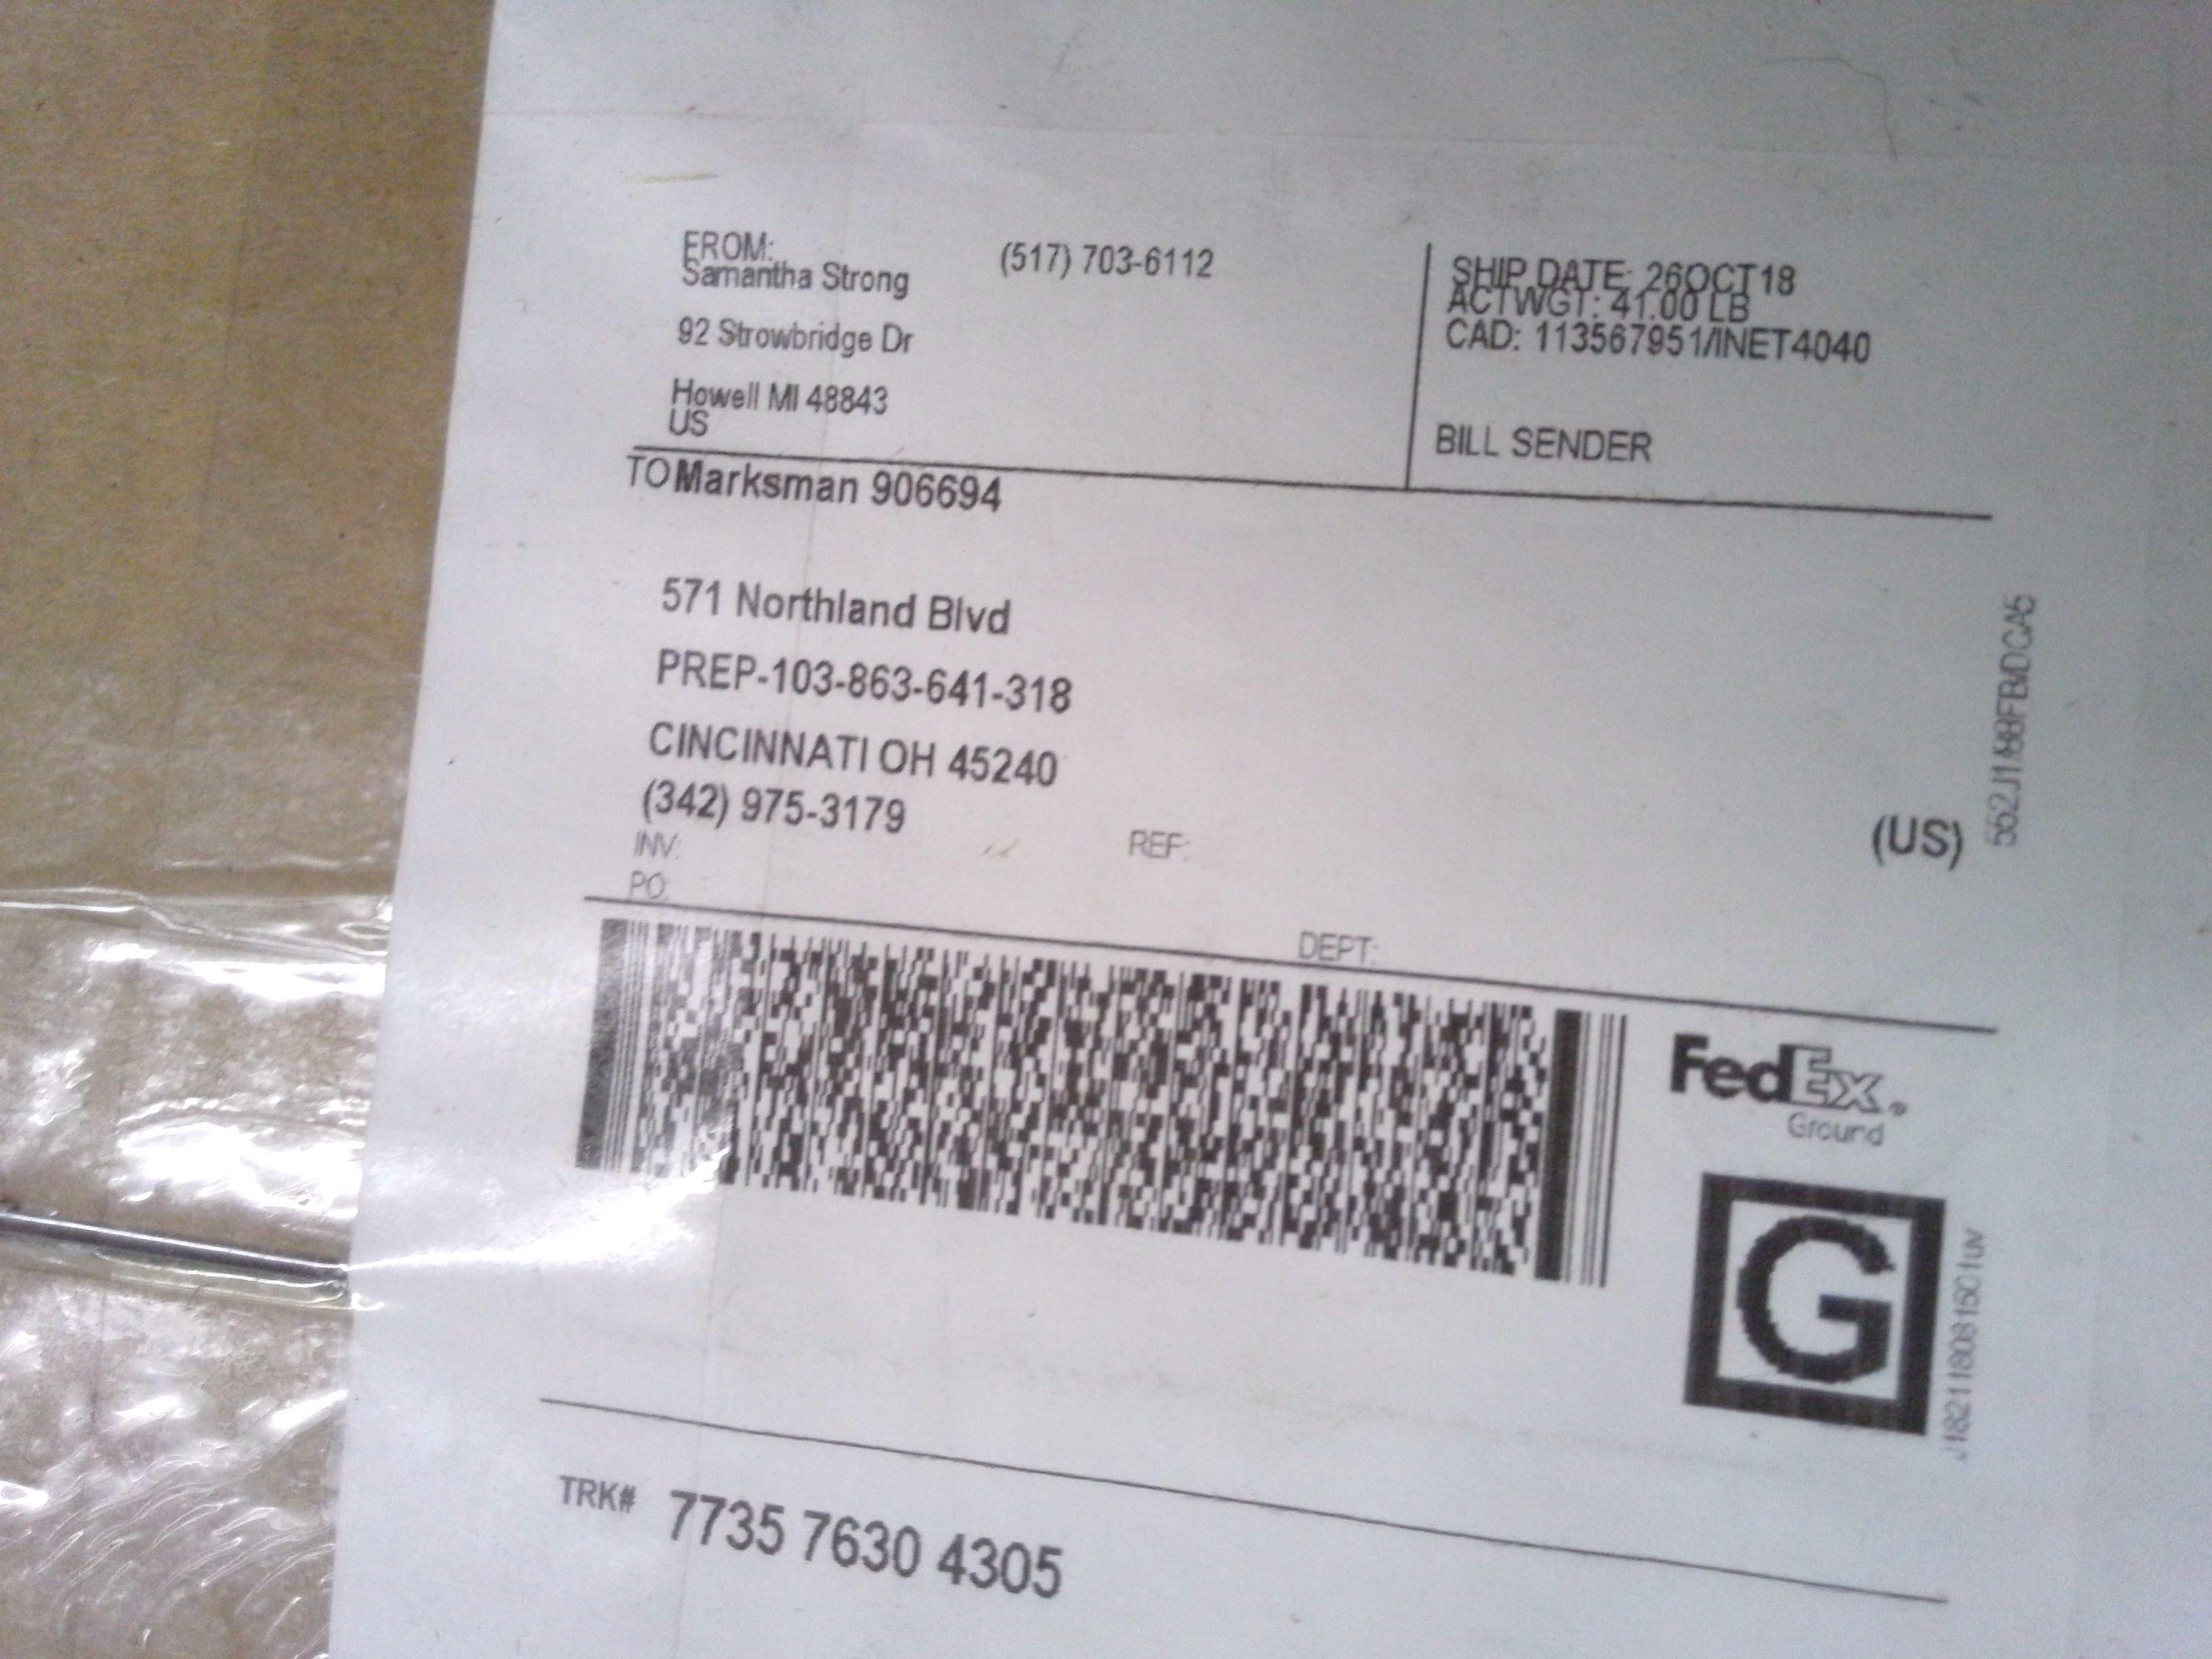 FROM:
Samantha Strong
(517) 703-6112
92 Strowbridge Dr
Howell MI 48843
US
SHIP DATE: 26OCT18
ACTWGT: 41.00 LB
CAD: 113567951/INET4040
BILL SENDER
TO Marksman 906694
571 Northland Blvd
PREP-103-863-641-318
CINCINNATI OH 45240
(342) 975-3179
INV:
REF:
PO:
DEPT:
(US)
FedEx
Ground
G
TRK# 7735 7630 4305